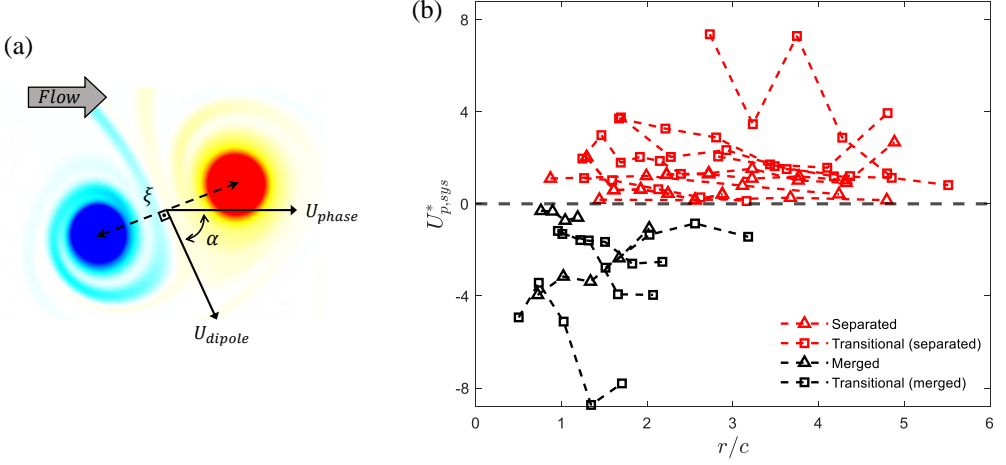 (a)
Flow
ξ
U_phase
α
U_dipole
(b)
8
4
0
-4
-8
U*_p,sys
0
1
2
3
4
5
6
r/c
Separated
Transitional (separated)
Merged
Transitional (merged)